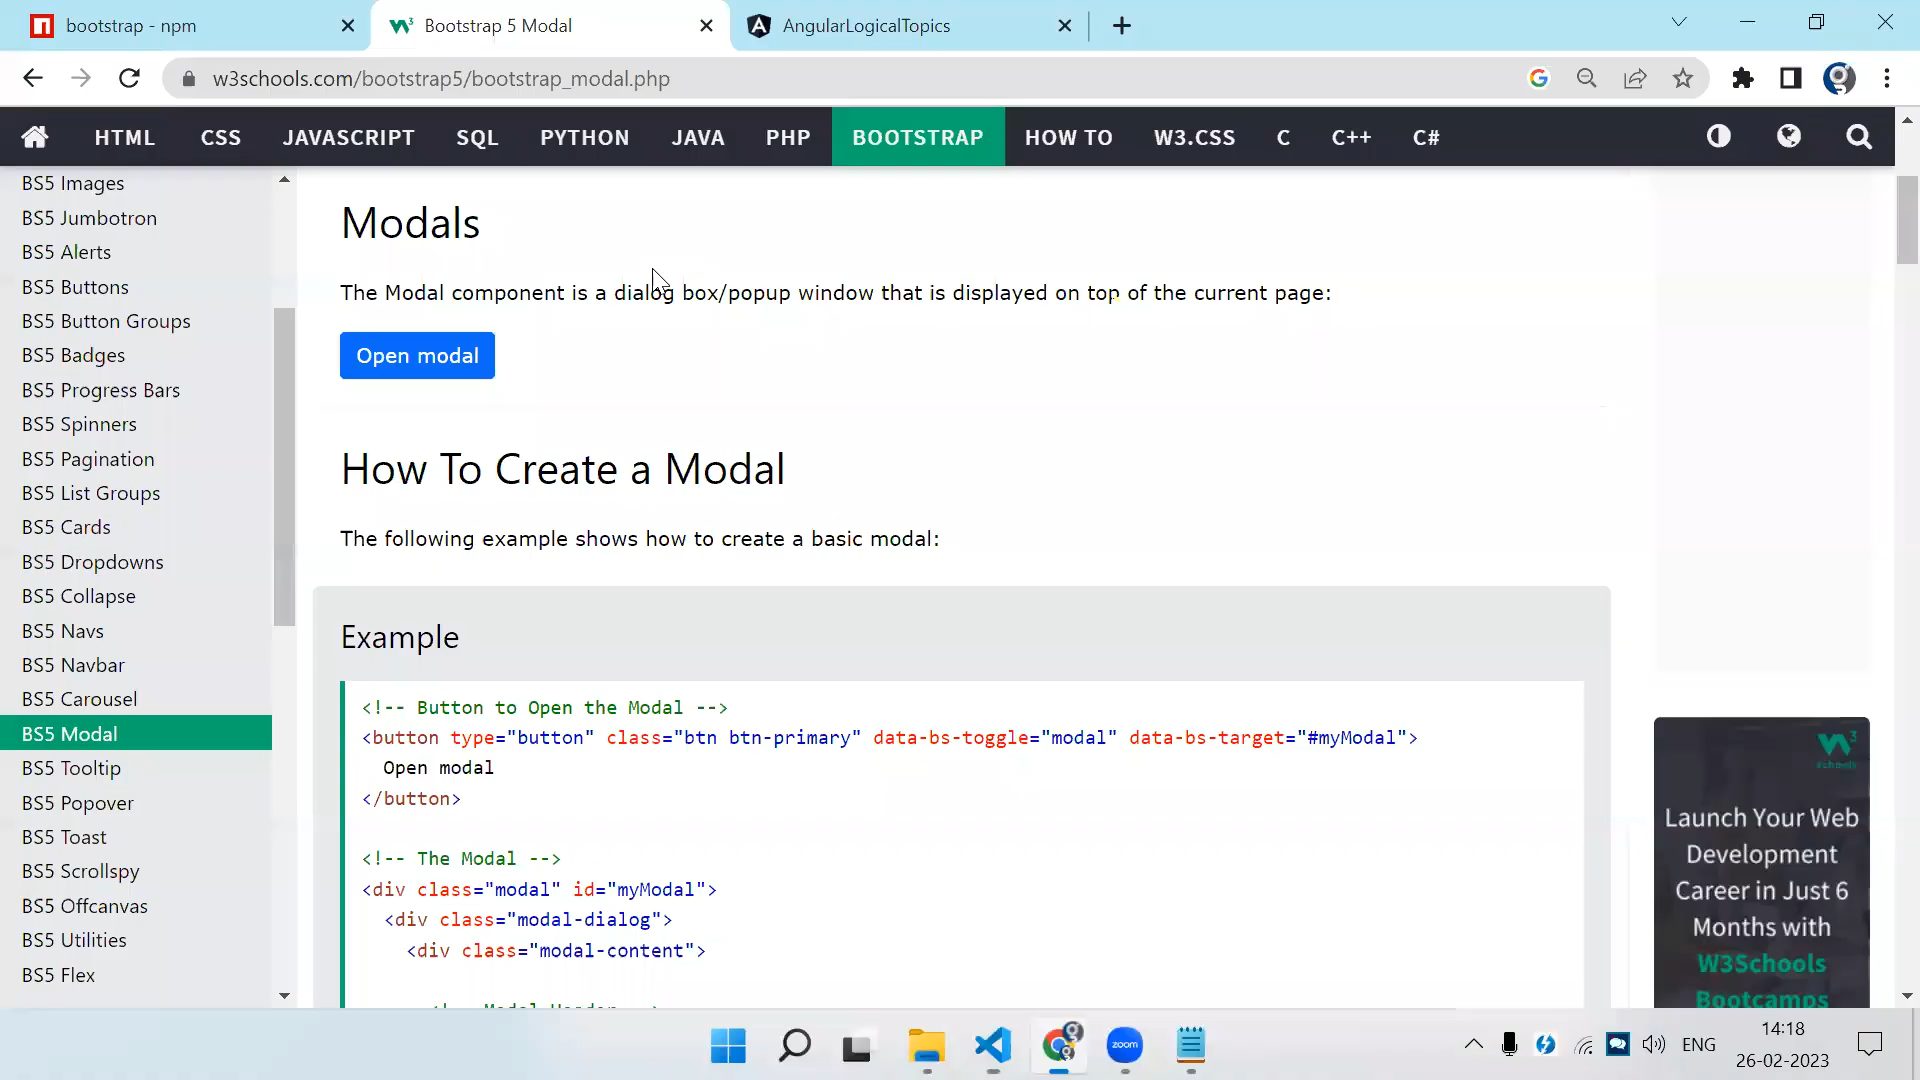 bootstrap - npm
Bootstrap 5 Modal
AngularLogicalTopics
w3schools.com/bootstrap5/bootstrap_modal.php
HTML CSS JAVASCRIPT SQL PYTHON JAVA PHP BOOTSTRAP HOW TO W3.CSS C C++ C#
BS5 Images
BS5 Jumbotron
BS5 Alerts
BS5 Buttons
BS5 Button Groups
BS5 Badges
BS5 Progress Bars
BS5 Spinners
BS5 Pagination
BS5 List Groups
BS5 Cards
BS5 Dropdowns
BS5 Collapse
BS5 Navs
BS5 Navbar
BS5 Carousel
BS5 Modal
BS5 Tooltip
BS5 Popover
BS5 Toast
BS5 Scrollspy
BS5 Offcanvas
BS5 Utilities
BS5 Flex
Modals
The Modal component is a dialog box/popup window that is displayed on top of the current page:
Open modal
How To Create a Modal
The following example shows how to create a basic modal:
Example
<!-- Button to Open the Modal -->
<button type="button" class="btn btn-primary" data-bs-toggle="modal" data-bs-target="#myModal">
Open modal
</button>
<!-- The Modal -->
<div class="modal" id="myModal">
<div class="modal-dialog">
<div class="modal-content">
Launch Your Web
Development
Career in Just 6
Months with
W3Schools
Bootcamps
zoom
ENG
14:18
26-02-2023